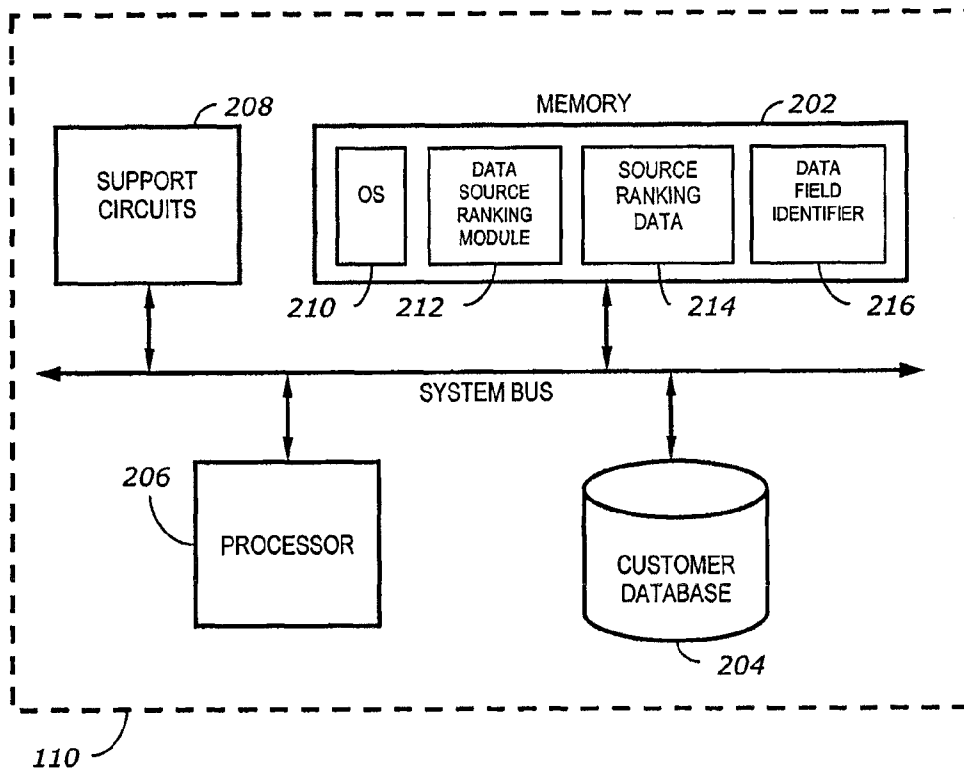 208
SUPPORT
CIRCUITS
MEMORY
202
OS
DATA
SOURCE
RANKING
MODULE
SOURCE
RANKING
DATA
DATA
FIELD
IDENTIFIER
210
212
214
216
SYSTEM BUS
206
PROCESSOR
CUSTOMER
DATABASE
204
110